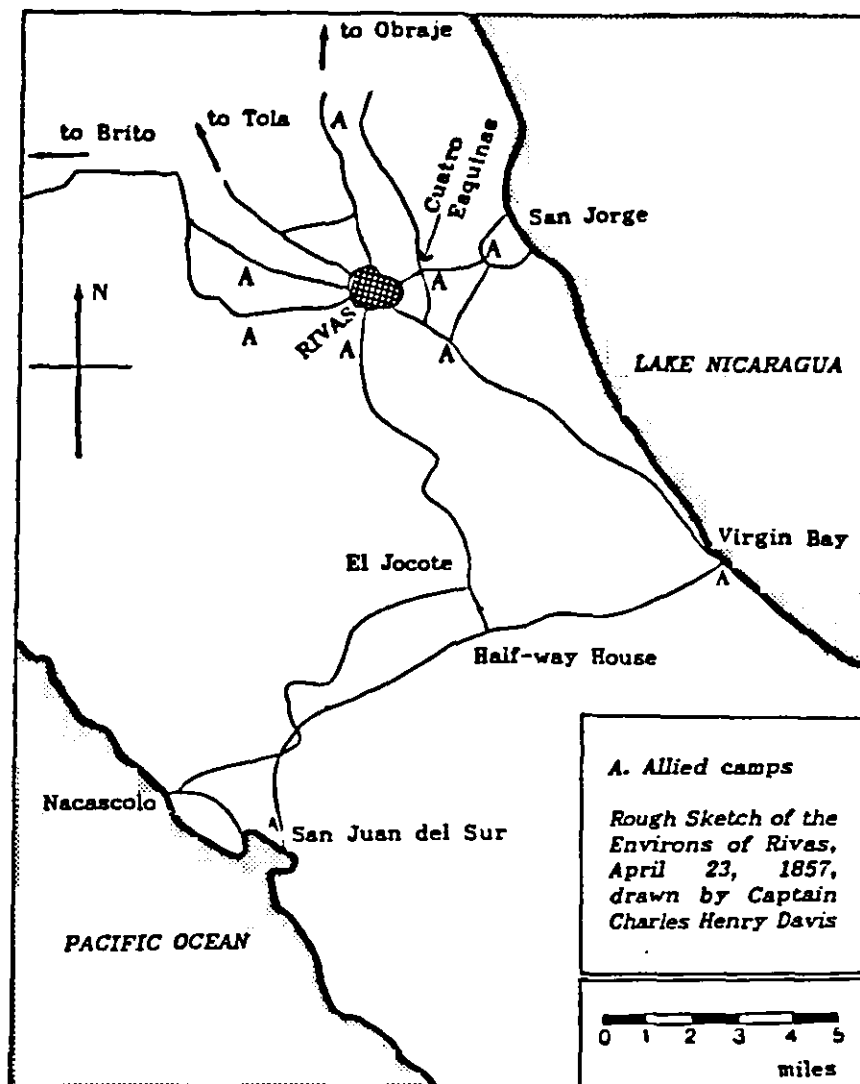 to Obraje
to Tola
to Brito
A
Cuatro
Esquinas
San Jorge
A
A
A
N
A
RIVAS
A
A
LAKE NICARAGUA
Virgin Bay
El Jocote
A
Half-way House
A. Allied camps
Nacascolo
A
San Juan del Sur
Rough Sketch of the
Environs of Rivas,
April 23, 1857,
drawn by Captain
Charles Henry Davis
PACIFIC OCEAN
0 1 2 3 4 5
miles